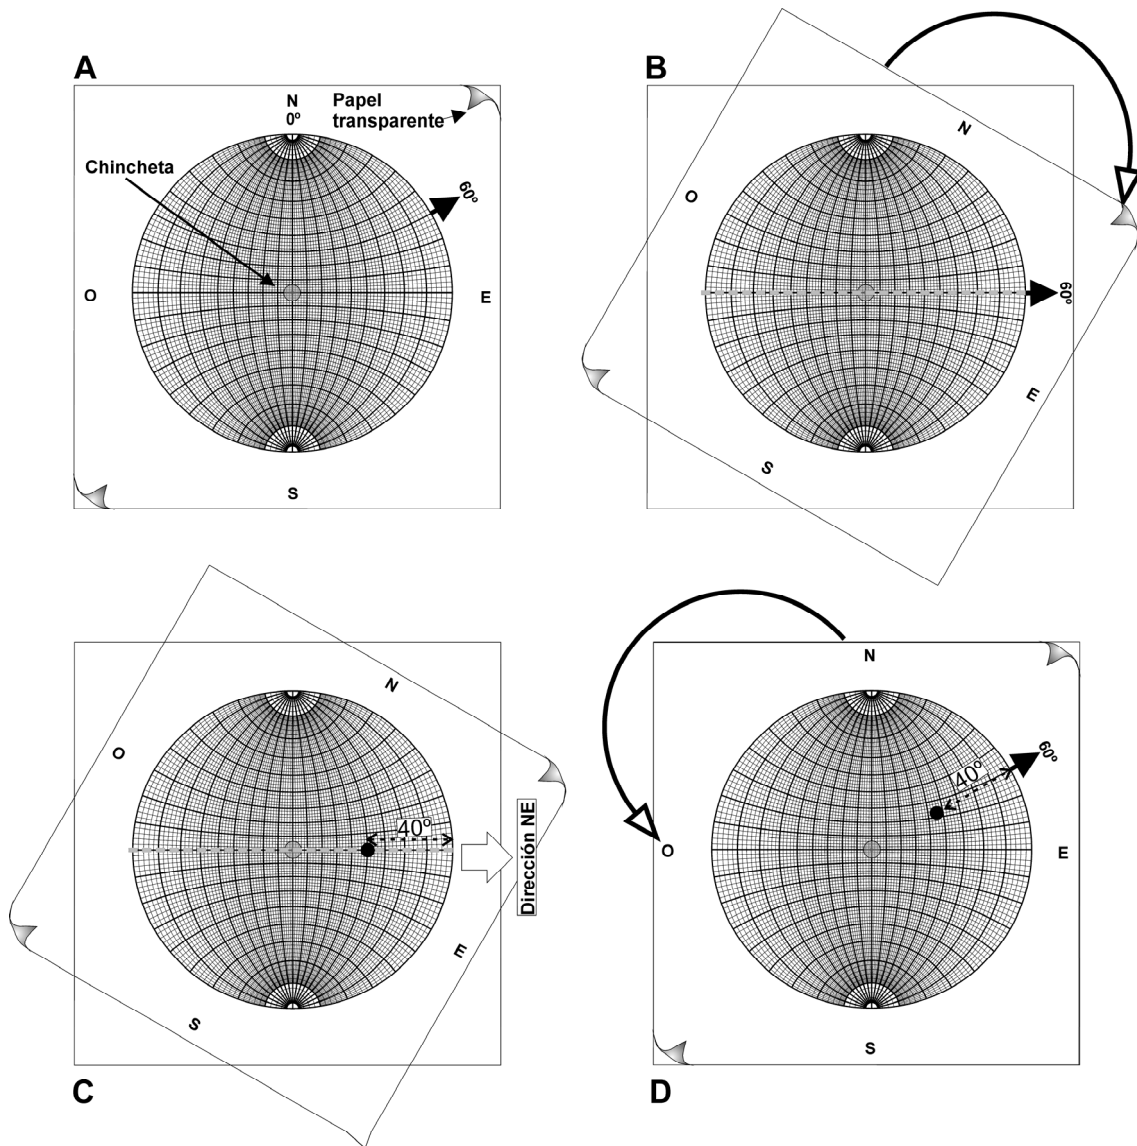 A
N
0º
Papel
transparente
Chincheta
60º
O
E
S
B
N
O
60º
E
S
N
O
40º
Dirección NE
E
S
C
N
60º
40º
O
E
S
D